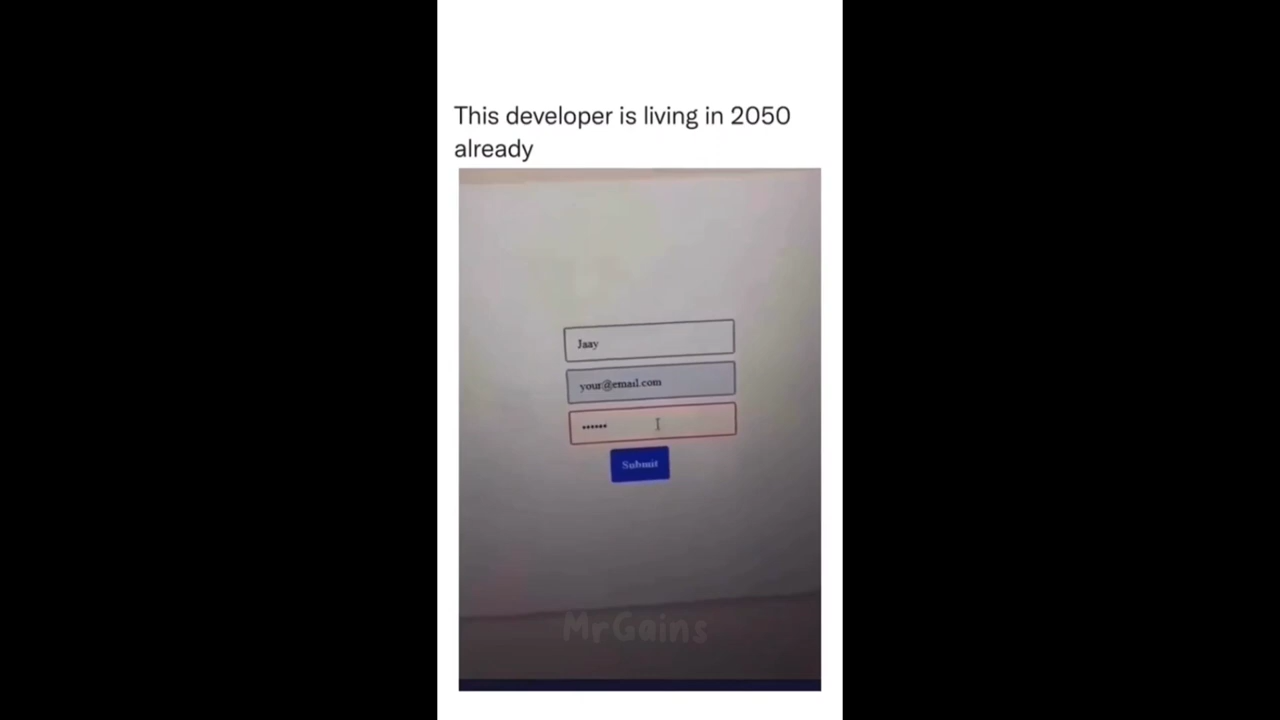 This developer is living in 2050
already
Jaay
your@email.com
••••••
Submit
MrGains